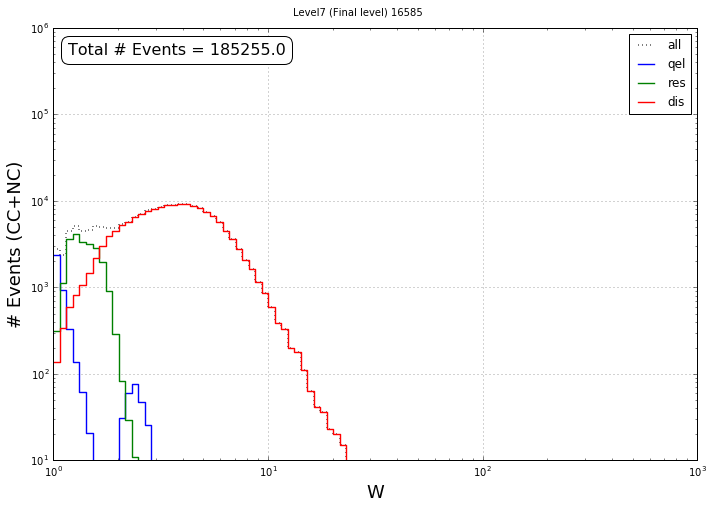 Level7 (Final level) 16585
Total # Events = 185255.0
all
qel
res
dis
# Events (CC+NC)
10^6
10^5
10^4
10^3
10^2
10^1
10^0
10^1
10^2
10^3
W